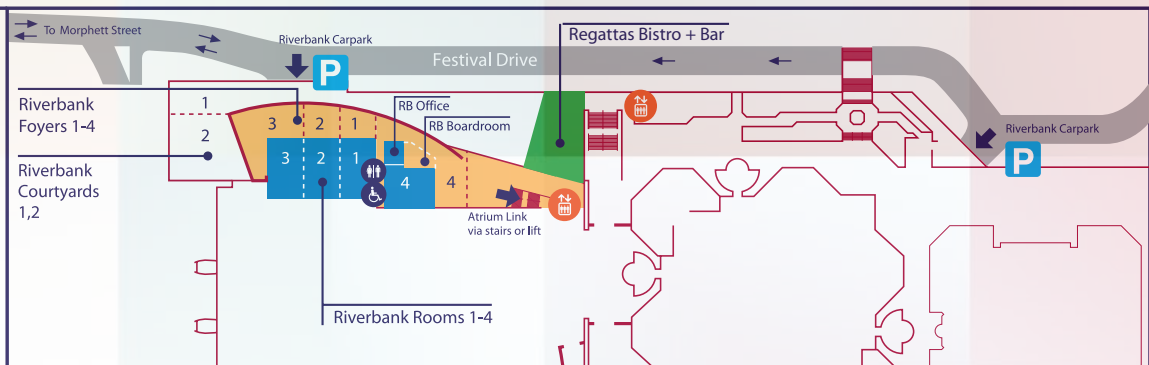 To Morphett Street
Riverbank Carpark
P
Festival Drive
Regattas Bistro + Bar
Riverbank
Foyers 1-4
Riverbank
Courtyards
1,2
1
2
3
2
1
RB Office
RB Boardroom
3
2
1
4
4
Atrium Link
via stairs or lift
Riverbank Rooms 1-4
Riverbank Carpark
P